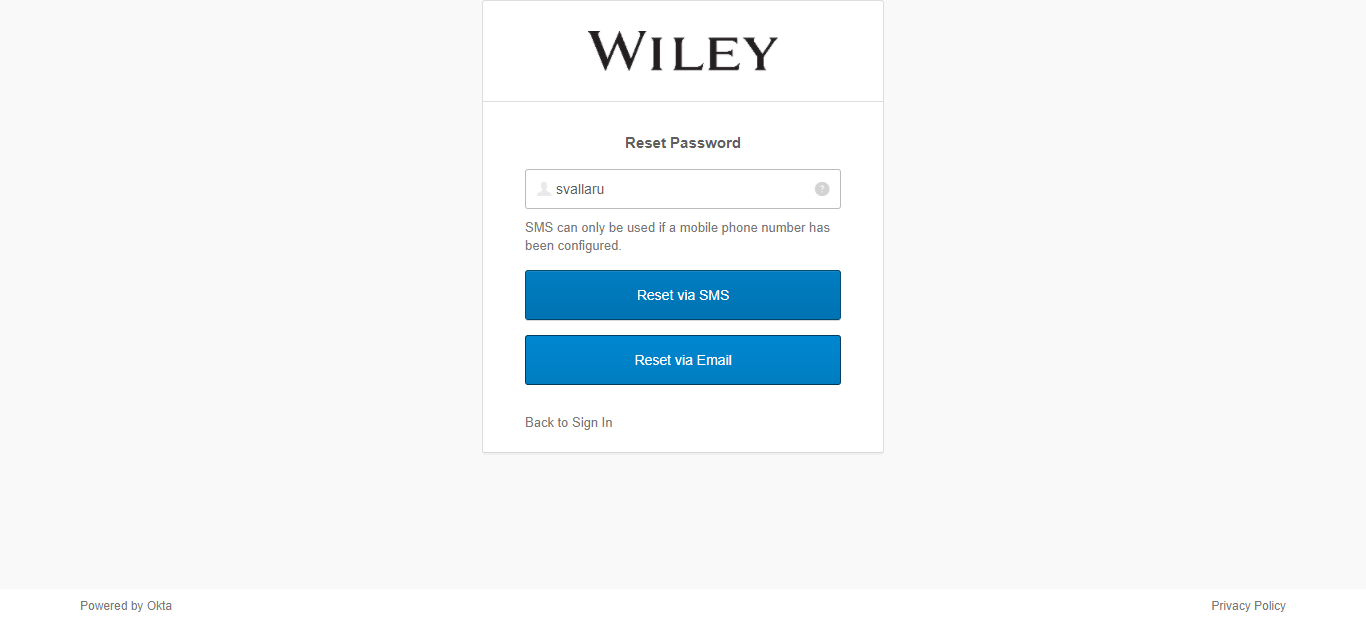 WILEY
Reset Password
svallaru
?
SMS can only be used if a mobile phone number has
been configured.
Reset via SMS
Reset via Email
Back to Sign In
Powered by Okta
Privacy Policy